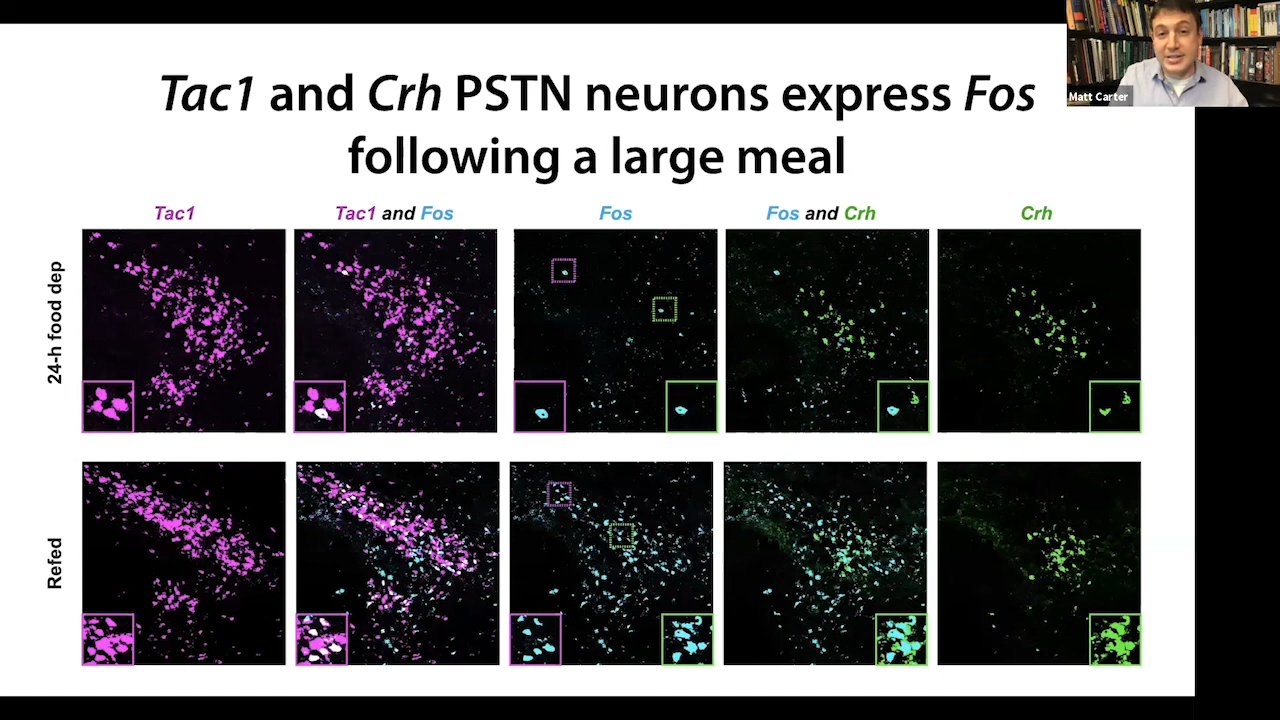 Matt Carter
Tac1 and Crh PSTN neurons express Fos
following a large meal
Tac1
Tac1 and Fos
Fos
Fos and Crh
Crh
24-h food dep
Refed